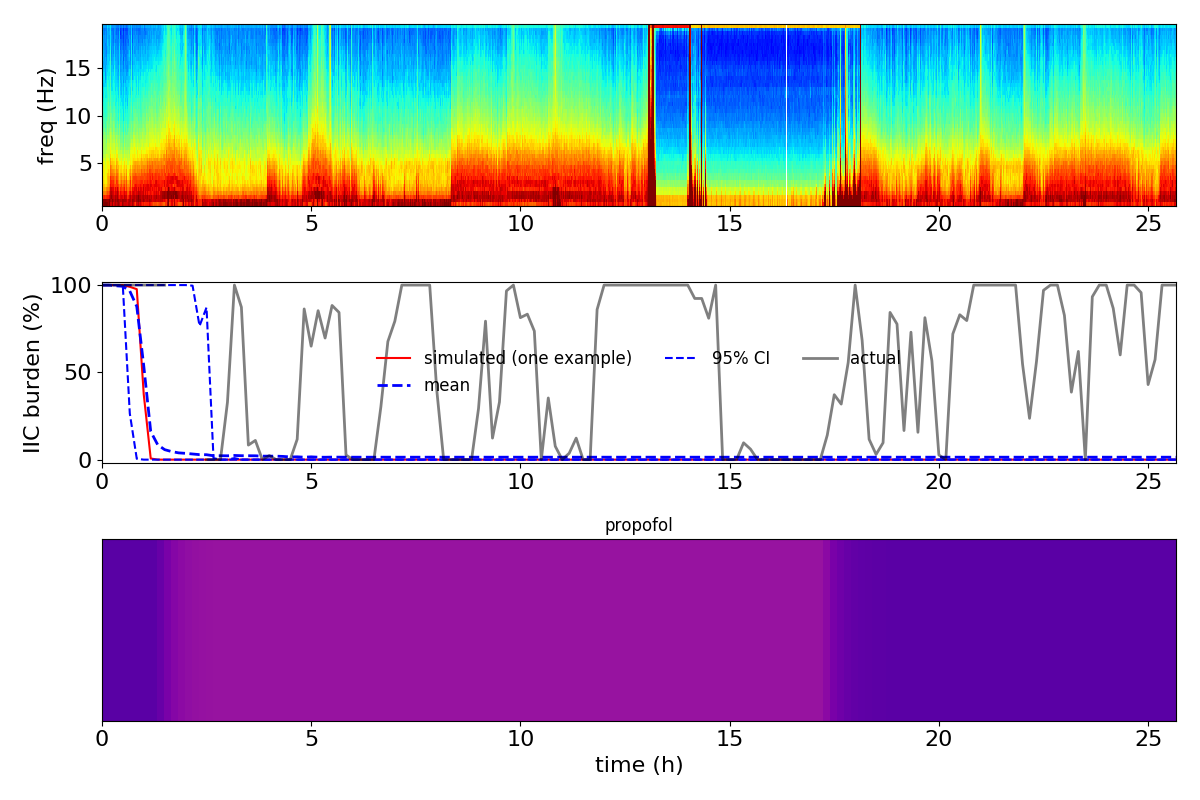 15
10
5
freq (Hz)
0 5 10 15 20 25
100
50
0
IIC burden (%)
simulated (one example) 95% CI actual
mean
0 5 10 15 20 25
propofol
0 5 10 15 20 25
time (h)